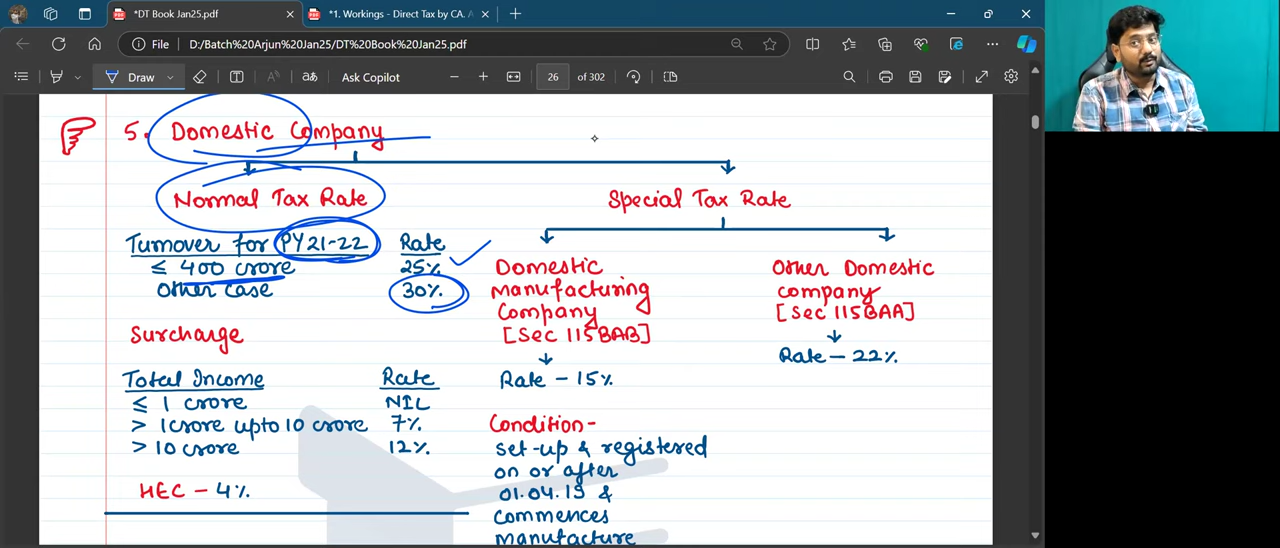 *DT Book Jan25.pdf
*1. Workings - Direct Tax by CA. A
File
D:/Batch%20Arjun%20Jan25/DT%20Book%20Jan25.pdf
Draw
Ask Copilot
26 of 302
5. Domestic Company
Normal Tax Rate
Turnover for PY21-22 Rate
≤ 400 crore 25%
Other Case 30%
Surcharge
Total Income Rate
≤ 1 crore NIL
> 1crore upto 10 crore 7%
> 10 crore 12%
HEC - 4%
Special Tax Rate
Domestic
manufacturing
Company
[Sec 115BAB]
Rate - 15%
Condition-
set-up & registered
on or after
01.04.19 &
commences
manufacture
Other Domestic
company
[Sec 115BAA]
Rate - 22%